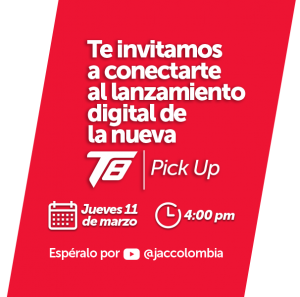 Te invitamos
a conectarte
al lanzamiento
digital de
la nueva
T8 Pick Up
Jueves 11
de marzo
4:00 pm
Espéralo por @jaccolombia